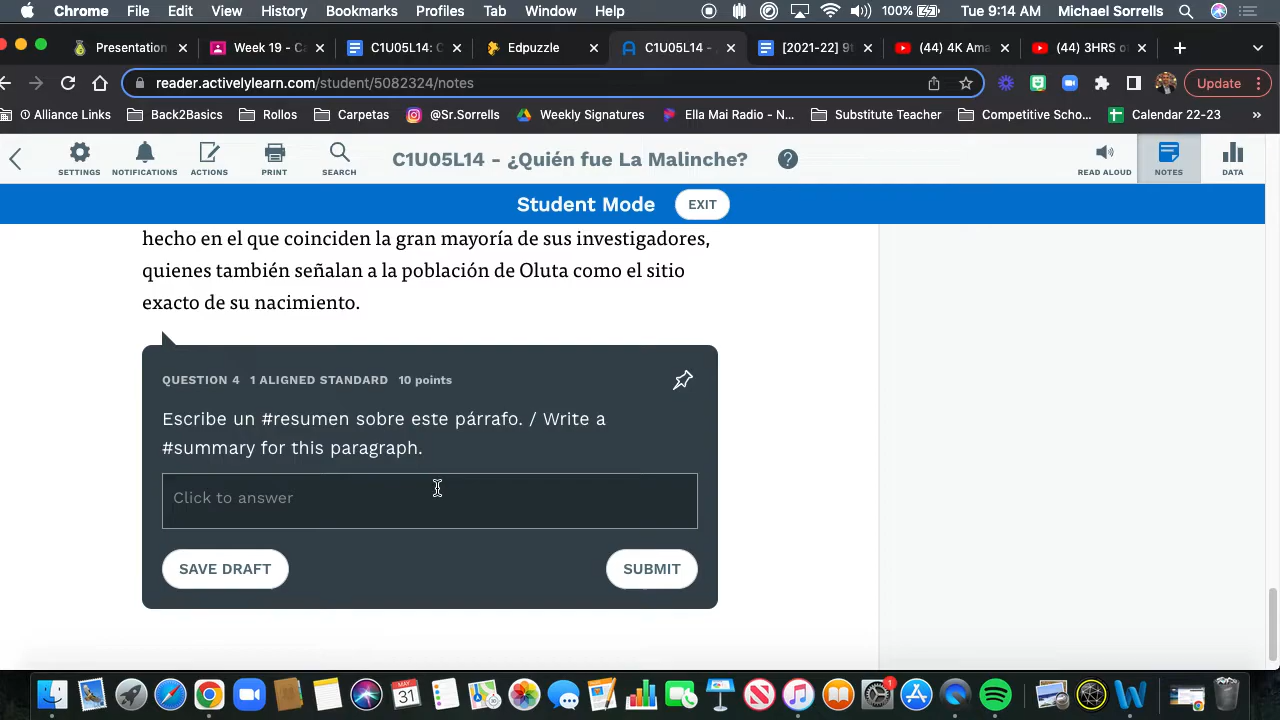 Chrome File Edit View History Bookmarks Profiles Tab Window Help 100% Tue 9:14 AM Michael Sorrells
Presentation Week 19 - Ca C1U05L14: C Edpuzzle C1U05L14 - [2021-22] 9t (44) 4K Ama (44) 3HRS o
reader.activelylearn.com/student/5082324/notes Update
Alliance Links Back2Basics Rollos Carpetas @Sr.Sorrells Weekly Signatures Ella Mai Radio - N... Substitute Teacher Competitive Scho... Calendar 22-23 »
SETTINGS NOTIFICATIONS ACTIONS PRINT SEARCH C1U05L14 - ¿Quién fue La Malinche? ? READ ALOUD NOTES DATA
Student Mode EXIT
hecho en el que coinciden la gran mayoría de sus investigadores,
quienes también señalan a la población de Oluta como el sitio
exacto de su nacimiento.
QUESTION 4 1 ALIGNED STANDARD 10 points
Escribe un #resumen sobre este párrafo. / Write a
#summary for this paragraph.
Click to answer
SAVE DRAFT SUBMIT
MAY
31
1